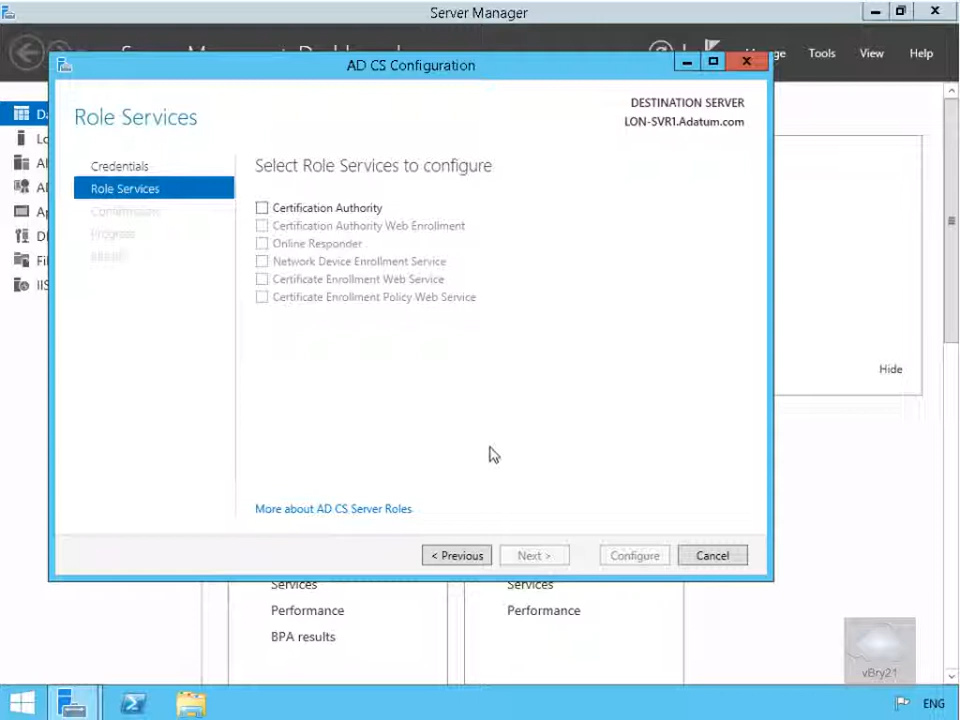 Server Manager
Tools
View
Help
AD CS Configuration
Role Services
DESTINATION SERVER
LON-SVR1.Adatum.com
Credentials
Role Services
Confirmation
Progress
Results
Select Role Services to configure
Certification Authority
Certification Authority Web Enrollment
Online Responder
Network Device Enrollment Service
Certificate Enrollment Web Service
Certificate Enrollment Policy Web Service
More about AD CS Server Roles
< Previous
Next >
Configure
Cancel
Hide
Services
Performance
BPA results
Services
Performance
vBry21
ENG